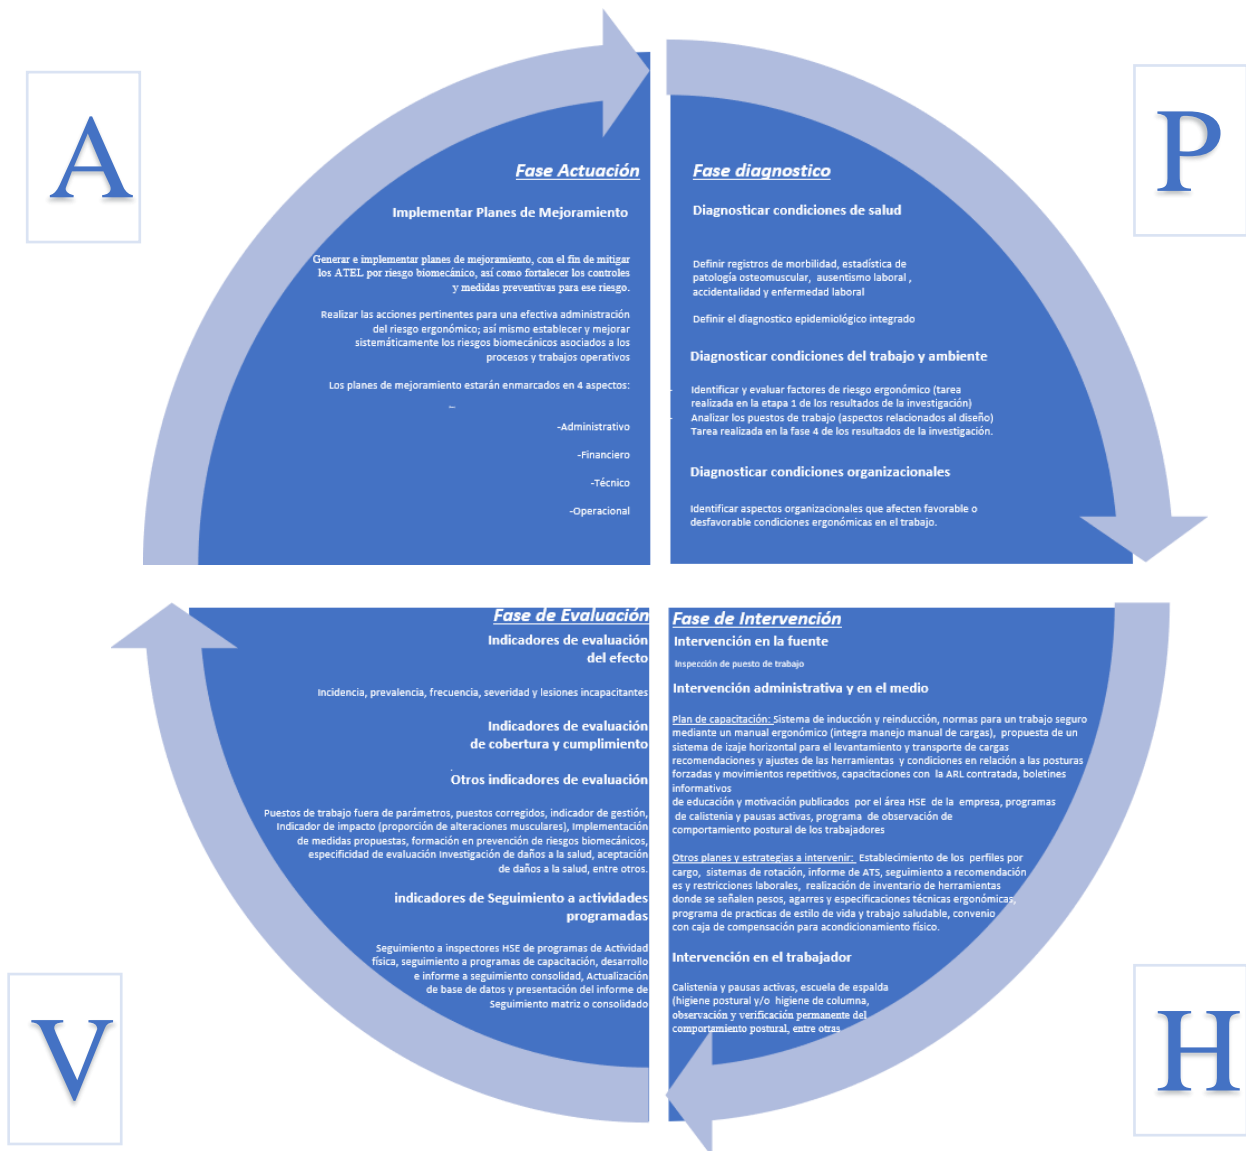 A
Fase Actuación
Implementar Planes de Mejoramiento
Generar e implementar planes de mejoramiento, con el fin de mitigar
los ATEL por riesgo biomecánico, así como fortalecer los controles
y medidas preventivas para ese riesgo.
Realizar las acciones pertinentes para una efectiva administración
del riesgo ergonómico; así mismo establecer y mejorar
sistemáticamente los riesgos biomecánicos asociados a los
procesos y trabajos operativos
Los planes de mejoramiento estarán enmarcados en 4 aspectos:
–
-Administrativo
-Financiero
-Técnico
-Operacional
P
Fase diagnostico
Diagnosticar condiciones de salud
Definir registros de morbilidad, estadística de
patología osteomuscular, ausentismo laboral ,
accidentalidad y enfermedad laboral
Definir el diagnostico epidemiológico integrado
Diagnosticar condiciones del trabajo y ambiente
- Identificar y evaluar factores de riesgo ergonómico (tarea
realizada en la etapa 1 de los resultados de la investigación)
- Analizar los puestos de trabajo (aspectos relacionados al diseño)
Tarea realizada en la fase 4 de los resultados de la investigación.
Diagnosticar condiciones organizacionales
Identificar aspectos organizacionales que afecten favorable o
desfavorable condiciones ergonómicas en el trabajo.
Fase de Evaluación
Indicadores de evaluación
del efecto
Incidencia, prevalencia, frecuencia, severidad y lesiones incapacitantes
Indicadores de evaluación
de cobertura y cumplimiento
Otros indicadores de evaluación
Puestos de trabajo fuera de parámetros, puestos corregidos, indicador de gestión,
Indicador de impacto (proporción de alteraciones musculares), Implementación
de medidas propuestas, formación en prevención de riesgos biomecánicos,
especificidad de evaluación Investigación de daños a la salud, aceptación
de daños a la salud, entre otros.
indicadores de Seguimiento a actividades
programadas
Seguimiento a inspectores HSE de programas de Actividad
física, seguimiento a programas de capacitación, desarrollo
e informe a seguimiento consolidad, Actualización
de base de datos y presentación del informe de
Seguimiento matriz o consolidado
V
Fase de Intervención
Intervención en la fuente
Inspección de puesto de trabajo
Intervención administrativa y en el medio
Plan de capacitación: Sistema de inducción y reinducción, normas para un trabajo seguro
mediante un manual ergonómico (integra manejo manual de cargas), propuesta de un
sistema de izaje horizontal para el levantamiento y transporte de cargas
recomendaciones y ajustes de las herramientas y condiciones en relación a las posturas
forzadas y movimientos repetitivos, capacitaciones con la ARL contratada, boletines
informativos
de educación y motivación publicados por el área HSE de la empresa, programas
de calistenia y pausas activas, programa de observación de
comportamiento postural de los trabajadores
Otros planes y estrategias a intervenir: Establecimiento de los perfiles por
cargo, sistemas de rotación, informe de ATS, seguimiento a recomendación
es y restricciones laborales, realización de inventario de herramientas
donde se señalen pesos, agarres y especificaciones técnicas ergonómicas,
programa de practicas de estilo de vida y trabajo saludable, convenio
con caja de compensación para acondicionamiento físico.
Intervención en el trabajador
Calistenia y pausas activas, escuela de espalda
(higiene postural y/o higiene de columna,
observación y verificación permanente del
comportamiento postural, entre otras
H